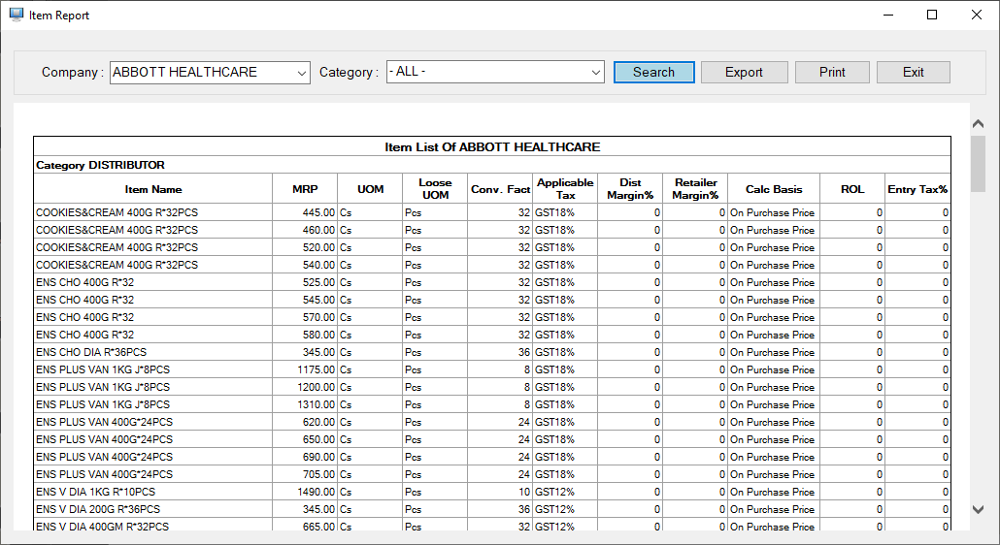 Item Report
Company : ABBOTT HEALTHCARE Category : - ALL - Search Export Print Exit
Item List Of ABBOTT HEALTHCARE
Category DISTRIBUTOR
Item Name MRP UOM Loose UOM Conv. Fact Applicable Tax Dist Margin% Retailer Margin% Calc Basis ROL Entry Tax%
COOKIES&CREAM 400G R*32PCS 445.00 Cs Pcs 32 GST18% 0 0 On Purchase Price 0 0
COOKIES&CREAM 400G R*32PCS 460.00 Cs Pcs 32 GST18% 0 0 On Purchase Price 0 0
COOKIES&CREAM 400G R*32PCS 520.00 Cs Pcs 32 GST18% 0 0 On Purchase Price 0 0
COOKIES&CREAM 400G R*32PCS 540.00 Cs Pcs 32 GST18% 0 0 On Purchase Price 0 0
ENS CHO 400G R*32 525.00 Cs Pcs 32 GST18% 0 0 On Purchase Price 0 0
ENS CHO 400G R*32 545.00 Cs Pcs 32 GST18% 0 0 On Purchase Price 0 0
ENS CHO 400G R*32 570.00 Cs Pcs 32 GST18% 0 0 On Purchase Price 0 0
ENS CHO 400G R*32 580.00 Cs Pcs 32 GST18% 0 0 On Purchase Price 0 0
ENS CHO DIA R*36PCS 345.00 Cs Pcs 36 GST18% 0 0 On Purchase Price 0 0
ENS PLUS VAN 1KG J*8PCS 1175.00 Cs Pcs 8 GST18% 0 0 On Purchase Price 0 0
ENS PLUS VAN 1KG J*8PCS 1200.00 Cs Pcs 8 GST18% 0 0 On Purchase Price 0 0
ENS PLUS VAN 1KG J*8PCS 1310.00 Cs Pcs 8 GST18% 0 0 On Purchase Price 0 0
ENS PLUS VAN 400G*24PCS 620.00 Cs Pcs 24 GST18% 0 0 On Purchase Price 0 0
ENS PLUS VAN 400G*24PCS 650.00 Cs Pcs 24 GST18% 0 0 On Purchase Price 0 0
ENS PLUS VAN 400G*24PCS 690.00 Cs Pcs 24 GST18% 0 0 On Purchase Price 0 0
ENS PLUS VAN 400G*24PCS 705.00 Cs Pcs 24 GST18% 0 0 On Purchase Price 0 0
ENS V DIA 1KG R*10PCS 1490.00 Cs Pcs 10 GST12% 0 0 On Purchase Price 0 0
ENS V DIA 200G R*36PCS 345.00 Cs Pcs 36 GST12% 0 0 On Purchase Price 0 0
ENS V DIA 400GM R*32PCS 665.00 Cs Pcs 32 GST12% 0 0 On Purchase Price 0 0